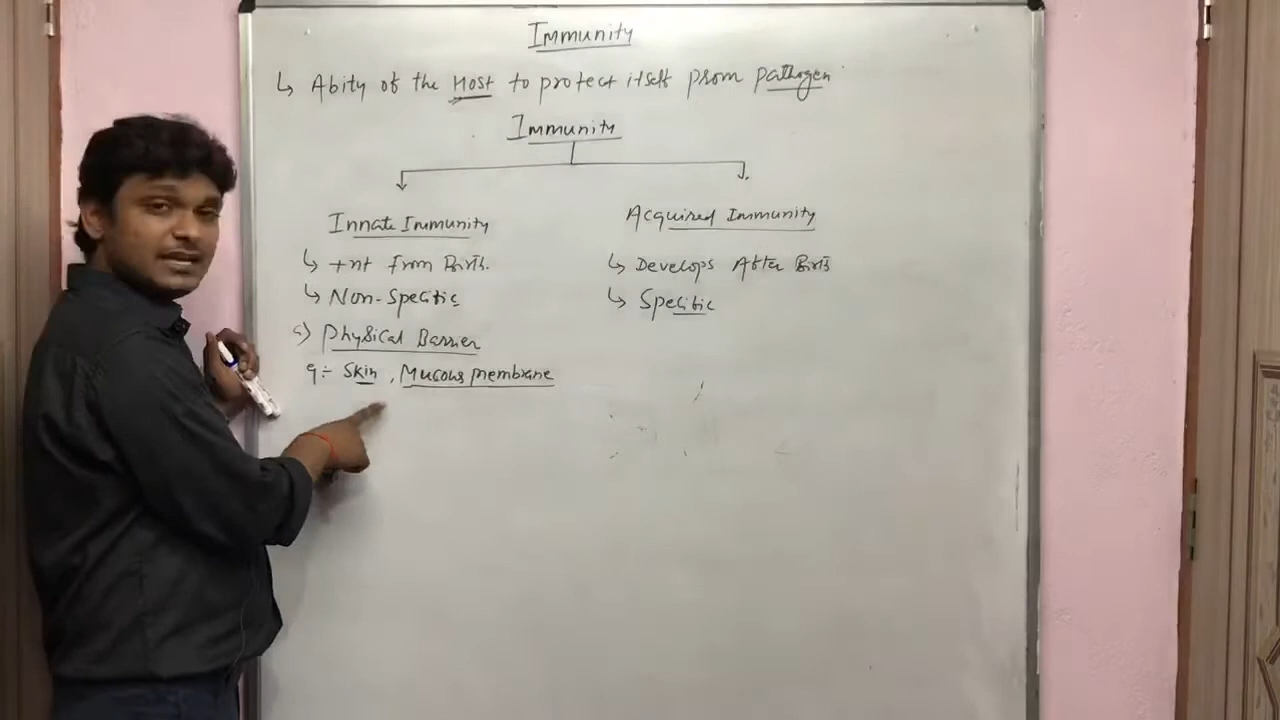 Immunity
↳ Abity of the Host to protect itself from pathogen
Immunity
Innate Immunity
↳ +nt from Birth.
↳ Non-Specific
a) Physical Barrier
eg:- Skin, Mucous membrane
Acquired Immunity
↳ Develops After Birth
↳ Specific